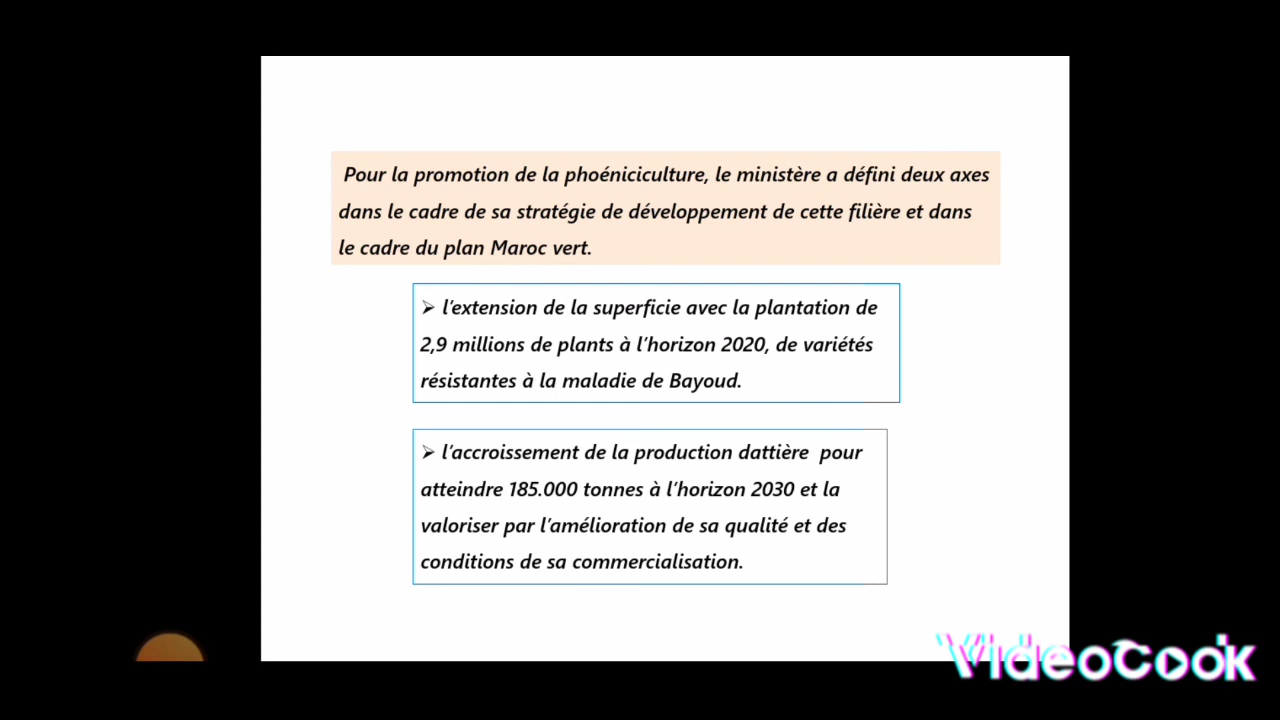 Pour la promotion de la phoéniciculture, le ministère a défini deux axes
dans le cadre de sa stratégie de développement de cette filière et dans
le cadre du plan Maroc vert.
➢ l'extension de la superficie avec la plantation de
2,9 millions de plants à l'horizon 2020, de variétés
résistantes à la maladie de Bayoud.
➢ l'accroissement de la production dattière pour
atteindre 185.000 tonnes à l'horizon 2030 et la
valoriser par l'amélioration de sa qualité et des
conditions de sa commercialisation.
VideoCook